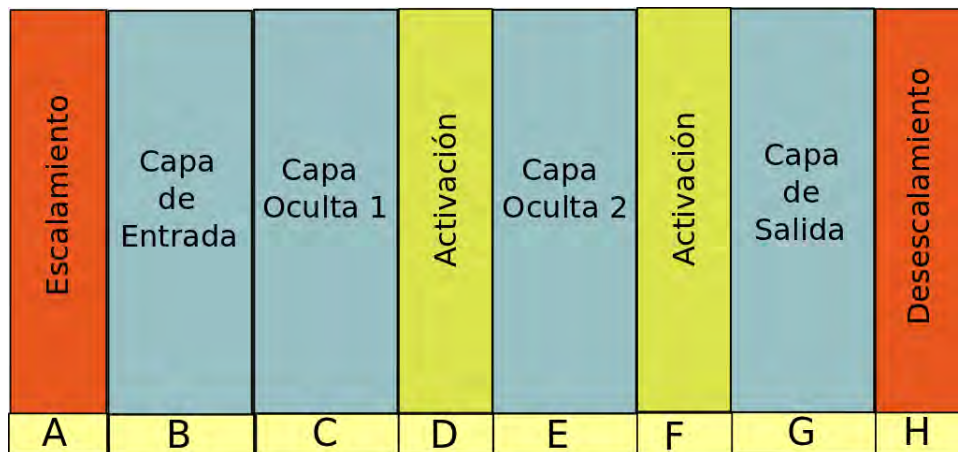 Escalamiento
Capa
de
Entrada
Capa
Oculta 1
Activación
Capa
Oculta 2
Activación
Capa
de
Salida
Desescalamiento
A
B
C
D
E
F
G
H